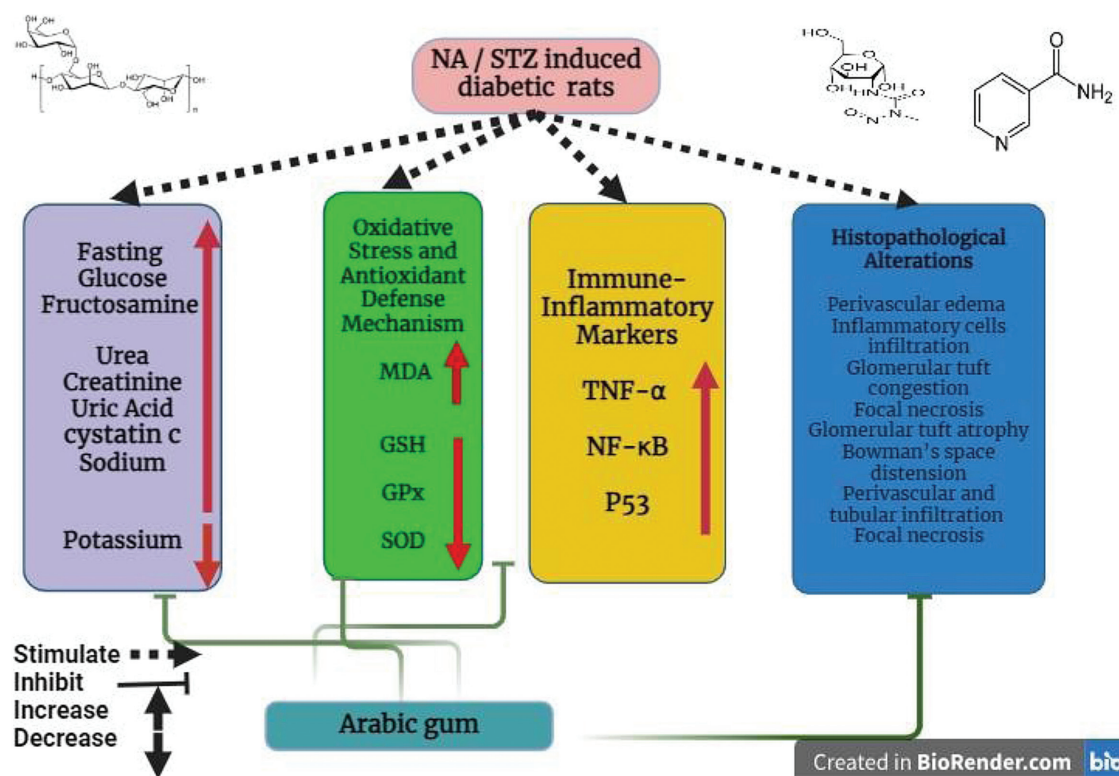 NA / STZ induced
diabetic rats
Fasting
Glucose
Fructosamine
Urea
Creatinine
Uric Acid
cystatin c
Sodium
Potassium
Oxidative
Stress and
Antioxidant
Defense
Mechanism
MDA
GSH
GPx
SOD
Immune-
Inflammatory
Markers
TNF-α
NF-κB
P53
Histopathological
Alterations
Perivascular edema
Inflammatory cells
infiltration
Glomerular tuft
congestion
Focal necrosis
Glomerular tuft atrophy
Bowman's space
distension
Perivascular and
tubular infiltration
Focal necrosis
Stimulate
Inhibit
Increase
Decrease
Arabic gum
Created in BioRender.com